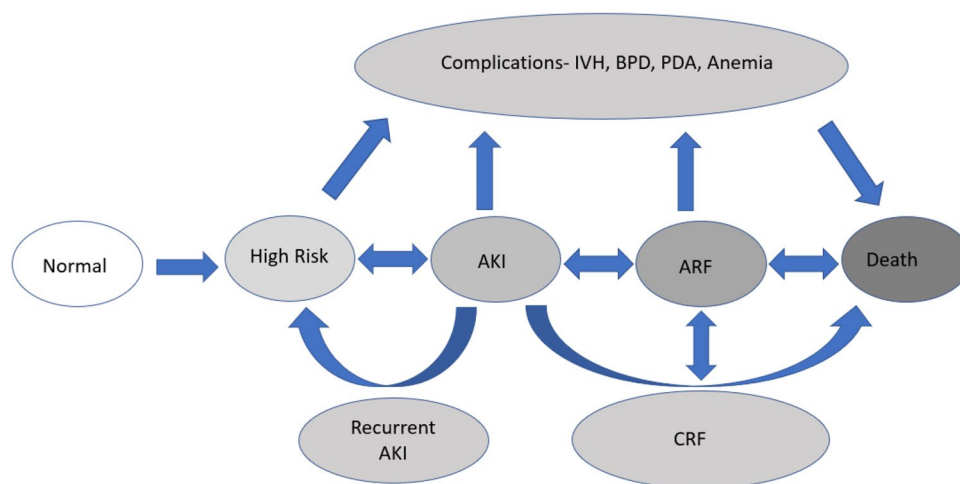 Complications- IVH, BPD, PDA, Anemia
Normal
High Risk
AKI
ARF
Death
Recurrent
AKI
CRF